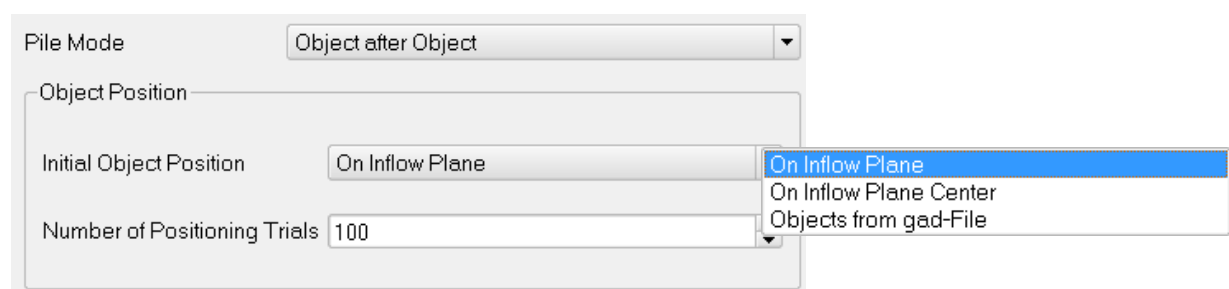 Pile Mode Object after Object
Object Position
Initial Object Position On Inflow Plane
On Inflow Plane
On Inflow Plane Center
Objects from gad-File
Number of Positioning Trials 100